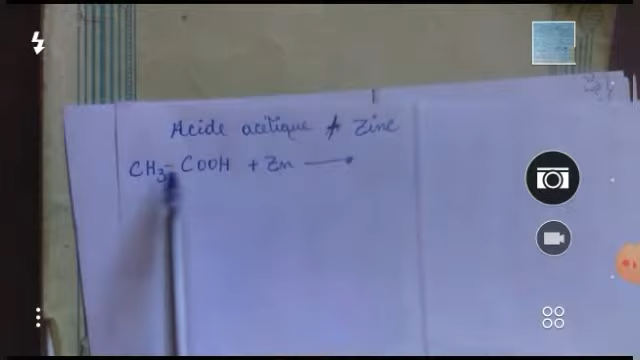 Acide acétique + Zinc
CH3-COOH + Zn →